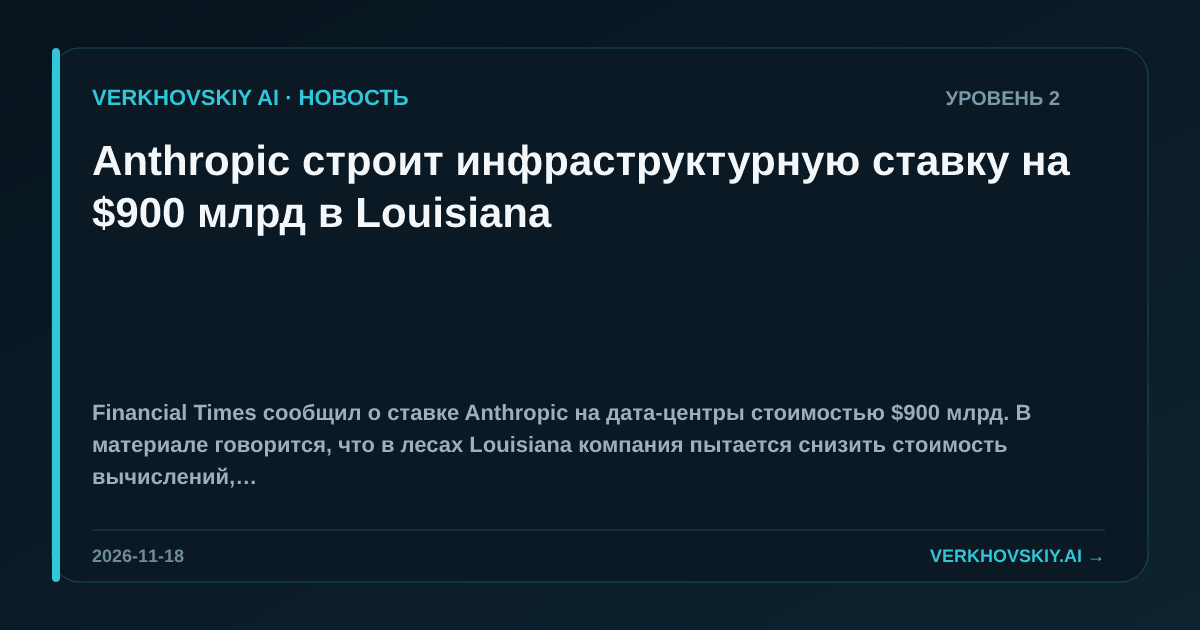 VERKHOVSKIY AI · НОВОСТЬ
УРОВЕНЬ 2
Anthropic строит инфраструктурную ставку на
$900 млрд в Louisiana
Financial Times сообщил о ставке Anthropic на дата-центры стоимостью $900 млрд. В
материале говорится, что в лесах Louisiana компания пытается снизить стоимость
вычислений,…
2026-11-18
VERKHOVSKIY.AI →